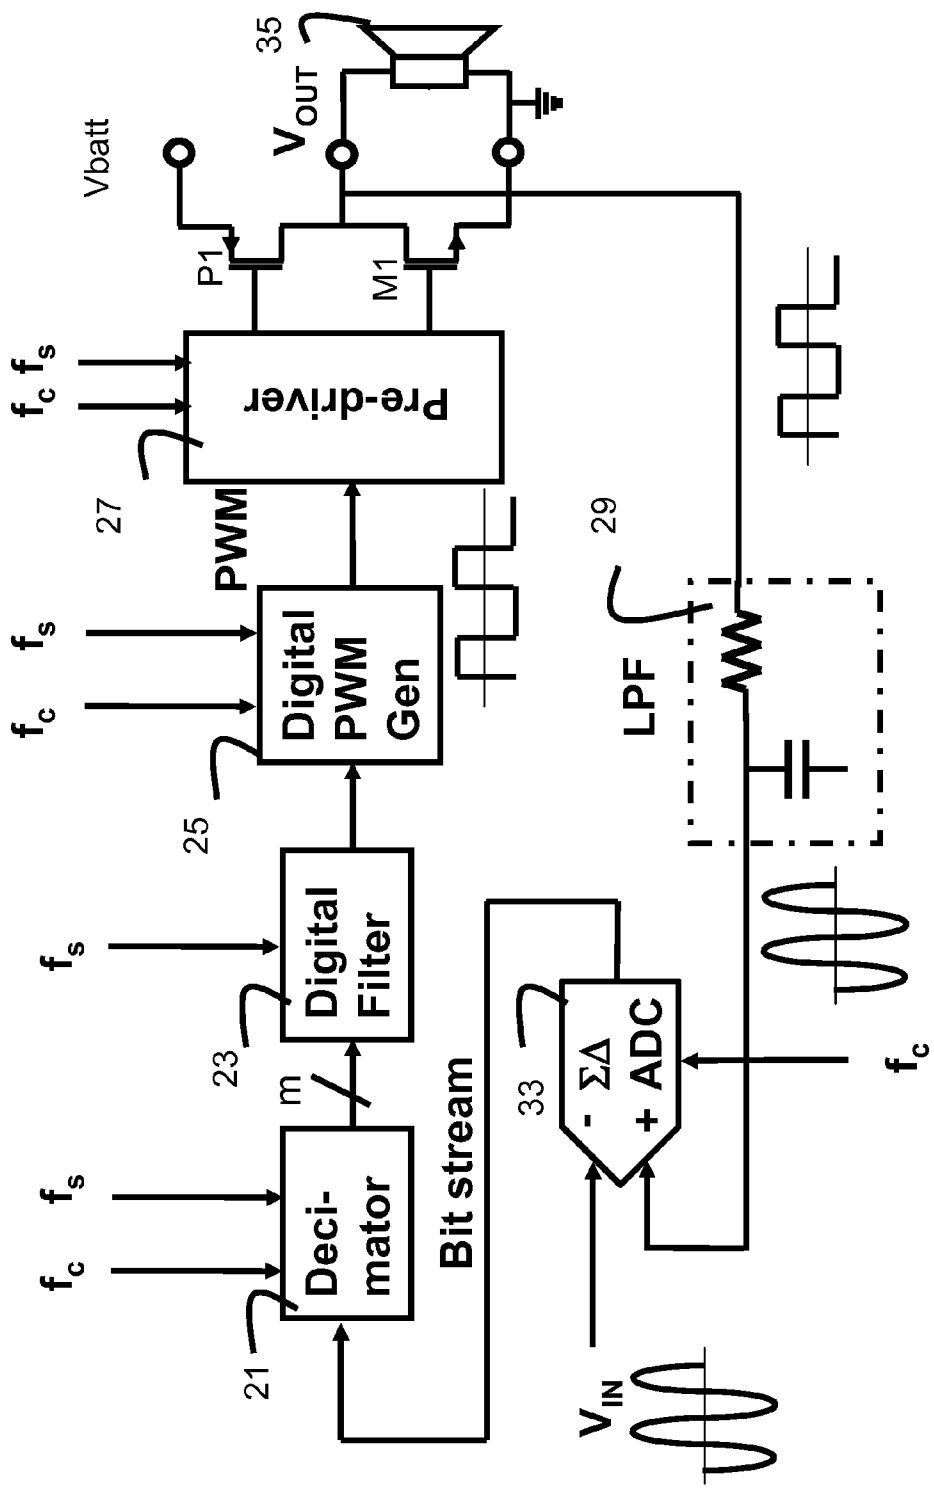 fc
fs
fs
fc
fs
fc
fs
Vbatt
21
23
25
27
Deci-
mator
m
Digital
Filter
Digital
PWM
Gen
PWM
Pre-driver
P1
M1
VOUT
35
Bit stream
VIN
33
-
ΣΔ
+
ADC
fc
LPF
29